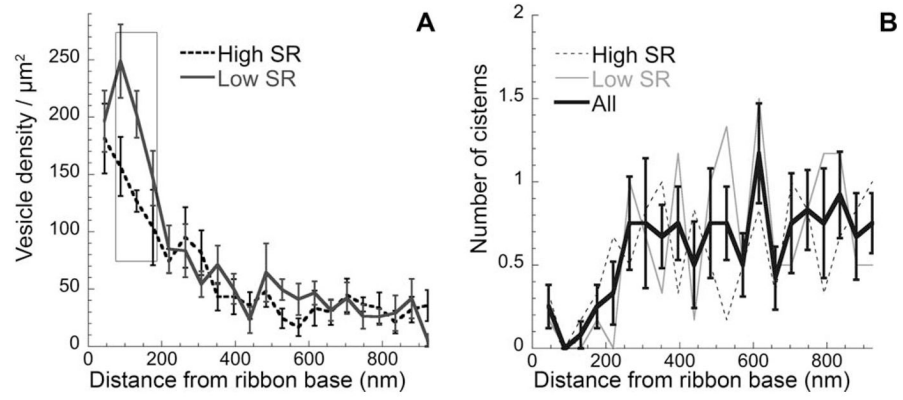 A
High SR
Low SR
Vesicle density / µm²
250
200
150
100
50
0
0
200
400
600
800
Distance from ribbon base (nm)
B
High SR
Low SR
All
Number of cisterns
2
1.5
1
0.5
0
0
200
400
600
800
Distance from ribbon base (nm)